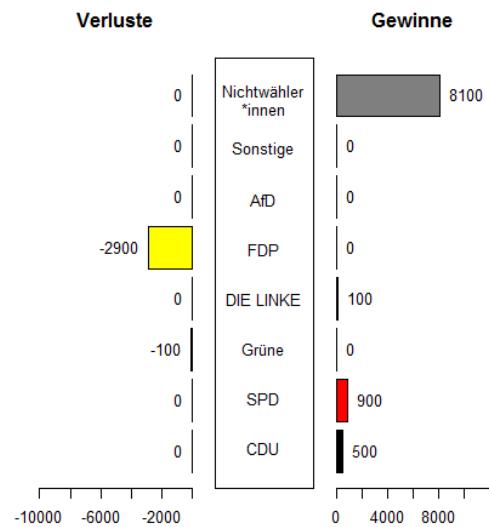 Verluste Gewinne
0 Nichtwähler *innen 8100
0 Sonstige 0
0 AfD 0
-2900 FDP 0
0 DIE LINKE 100
-100 Grüne 0
0 SPD 900
0 CDU 500
-10000 -6000 -2000 0 4000 8000